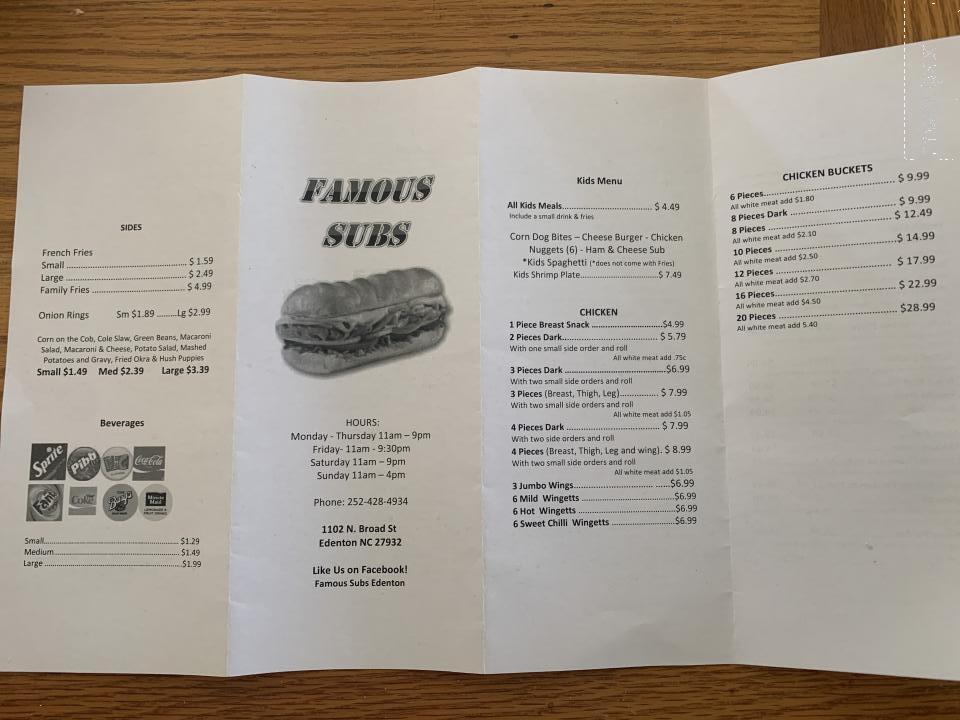 SIDES
French Fries
Small ........ $ 1.59
Large ........ $ 2.49
Family Fries ........ $ 4.99
Onion Rings Sm $1.89 ........Lg $2.99
Corn on the Cob, Cole Slaw, Green Beans, Macaroni
Salad, Macaroni & Cheese, Potato Salad, Mashed
Potatoes and Gravy, Fried Okra & Hush Puppies
Small $1.49 Med $2.39 Large $3.39
Beverages
Sprite
Pibb
Coca-Cola
Fanta
Coke
Minute
Maid
Small........ $1.29
Medium........ $1.49
Large ........$1.99
FAMOUS
SUBS
HOURS:
Monday - Thursday 11am – 9pm
Friday- 11am - 9:30pm
Saturday 11am – 9pm
Sunday 11am – 4pm
Phone: 252-428-4934
1102 N. Broad St
Edenton NC 27932
Like Us on Facebook!
Famous Subs Edenton
Kids Menu
All Kids Meals........ $ 4.49
Include a small drink & fries
Corn Dog Bites – Cheese Burger - Chicken
Nuggets (6) - Ham & Cheese Sub
*Kids Spaghetti (*does not come with Fries)
Kids Shrimp Plate........$ 7.49
CHICKEN
1 Piece Breast Snack ........$4.99
2 Pieces Dark........ $ 5.79
With one small side order and roll
All white meat add .75c
3 Pieces Dark ........$6.99
With two small side orders and roll
3 Pieces (Breast, Thigh, Leg)........ $ 7.99
With two small side orders and roll
All white meat add $1.05
4 Pieces Dark ........ $ 7.99
With two side orders and roll
4 Pieces (Breast, Thigh, Leg and wing). $ 8.99
With two small side orders and roll
All white meat add $1.05
3 Jumbo Wings........ ........$6.99
6 Mild Wingetts ........$6.99
6 Hot Wingetts ........$6.99
6 Sweet Chilli Wingetts ........$6.99
CHICKEN BUCKETS
6 Pieces........ $ 9.99
All white meat add $1.80
8 Pieces Dark ........ $ 9.99
8 Pieces ........ $ 12.49
All white meat add $2.10
10 Pieces ........$ 14.99
All white meat add $2.50
12 Pieces ........ $ 17.99
All white meat add $2.70
16 Pieces........ $ 22.99
All white meat add $4.50
20 Pieces ........ $28.99
All white meat add 5.40